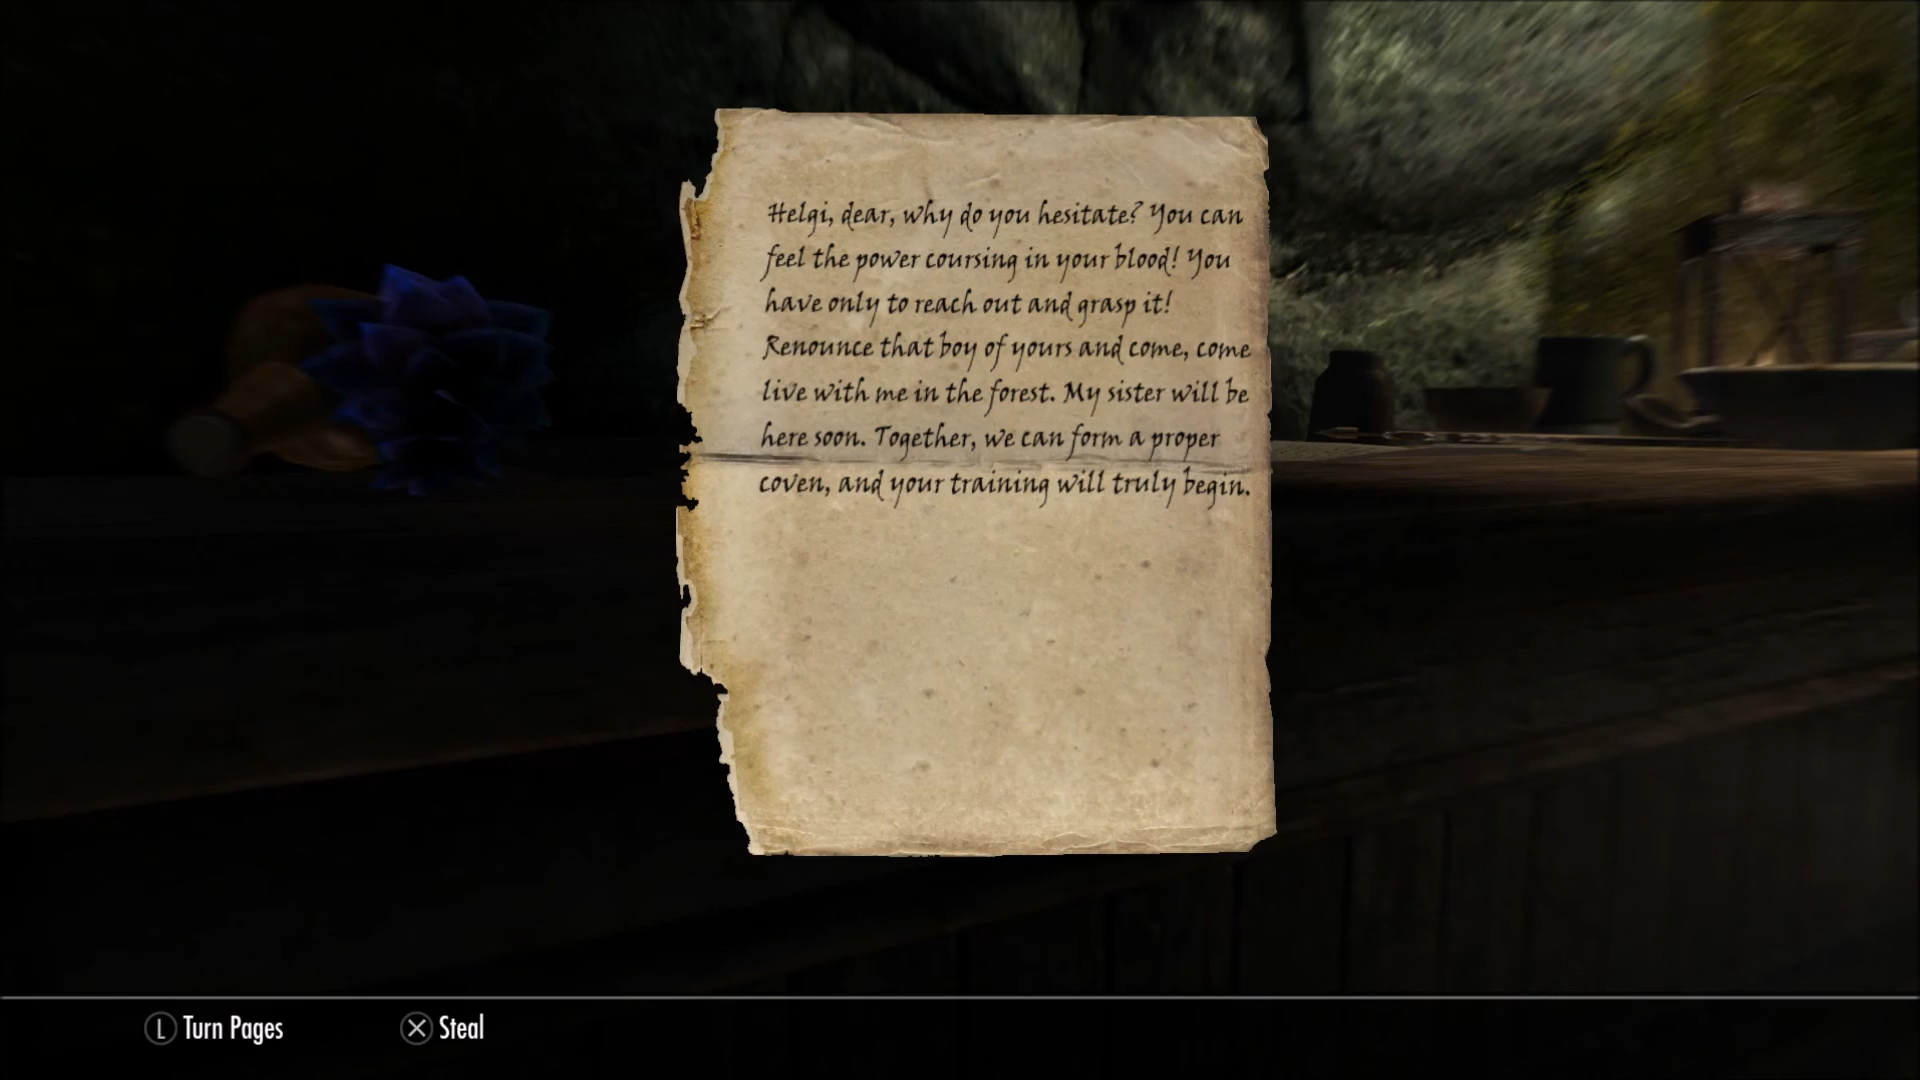 Helgi, dear, why do you hesitate? You can
feel the power coursing in your blood! You
have only to reach out and grasp it!
Renounce that boy of yours and come, come
live with me in the forest. My sister will be
here soon. Together, we can form a proper
coven, and your training will truly begin.
L Turn Pages
X Steal